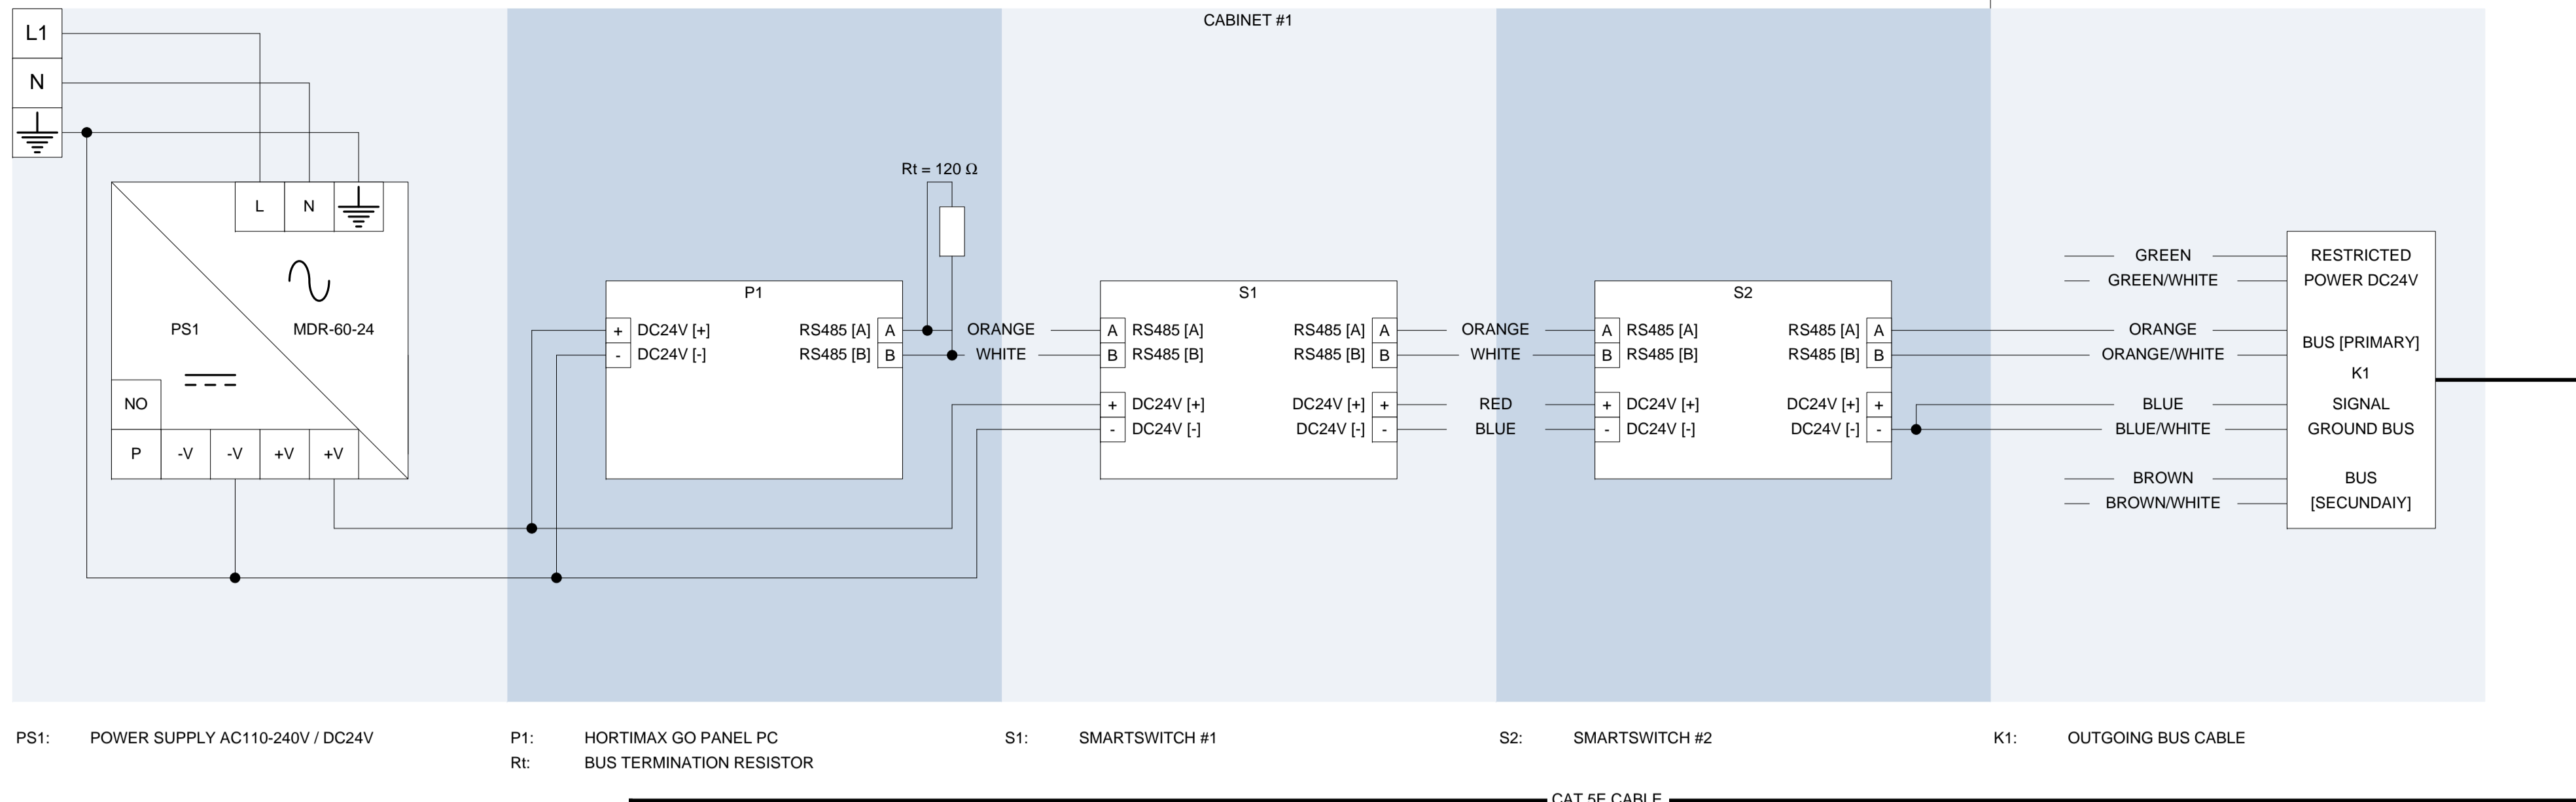 CABINET #1
L1
N
Rt = 120 Ω
L N
PS1 MDR-60-24
NO
P -V -V +V +V
P1
+ DC24V [+] RS485 [A] A
- DC24V [-] RS485 [B] B
ORANGE
WHITE
S1
A RS485 [A] RS485 [A] A
B RS485 [B] RS485 [B] B
+ DC24V [+] DC24V [+] +
- DC24V [-] DC24V [-] -
ORANGE
WHITE
RED
BLUE
S2
A RS485 [A] RS485 [A] A
B RS485 [B] RS485 [B] B
+ DC24V [+] DC24V [+] +
- DC24V [-] DC24V [-] -
GREEN
GREEN/WHITE
ORANGE
ORANGE/WHITE
BLUE
BLUE/WHITE
BROWN
BROWN/WHITE
RESTRICTED
POWER DC24V
BUS [PRIMARY]
K1
SIGNAL
GROUND BUS
BUS
[SECUNDAIY]
PS1: POWER SUPPLY AC110-240V / DC24V
P1: HORTIMAX GO PANEL PC
Rt: BUS TERMINATION RESISTOR
S1: SMARTSWITCH #1
S2: SMARTSWITCH #2
K1: OUTGOING BUS CABLE
CAT 5E CABLE